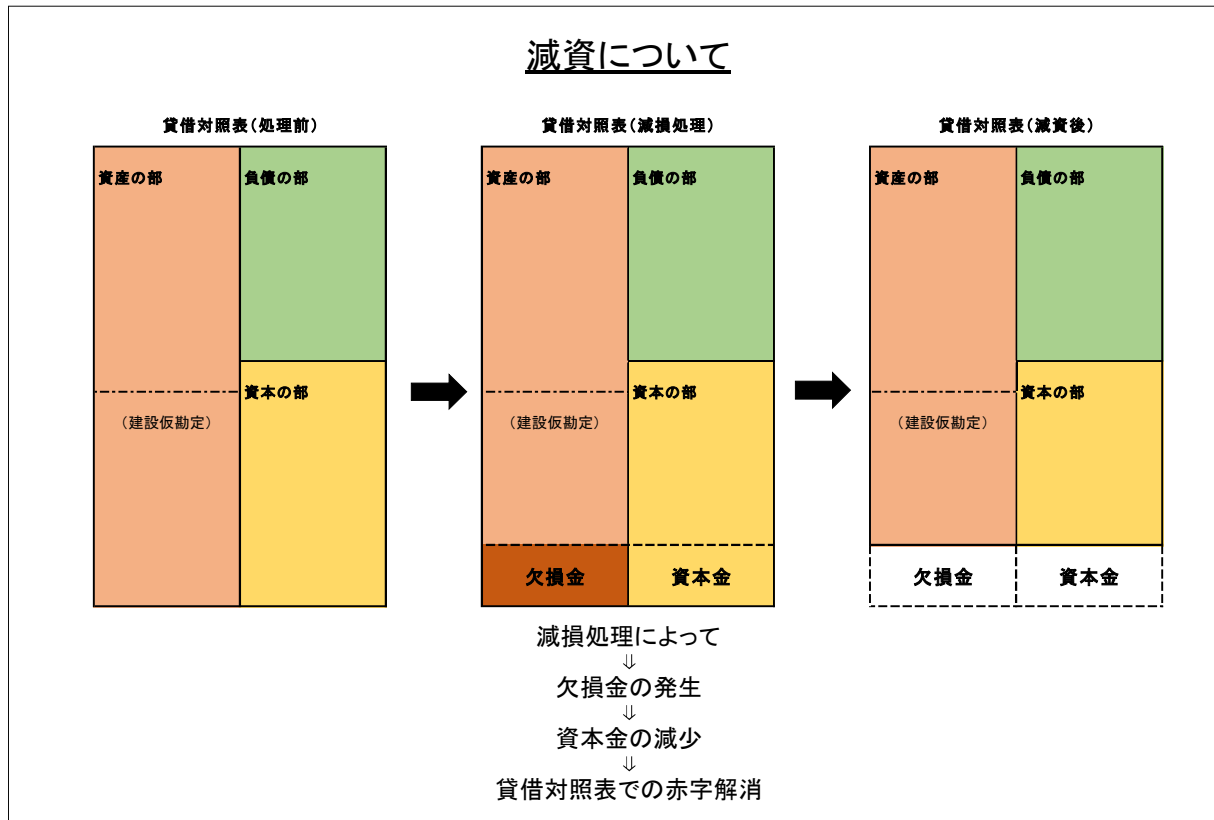 減資について
貸借対照表(処理前)
資産の部
負債の部
資本の部
(建設仮勘定)
貸借対照表(減損処理)
資産の部
負債の部
資本の部
(建設仮勘定)
欠損金
資本金
減損処理によって
⇓
欠損金の発生
⇓
資本金の減少
⇓
貸借対照表での赤字解消
貸借対照表(減資後)
資産の部
負債の部
資本の部
(建設仮勘定)
欠損金
資本金